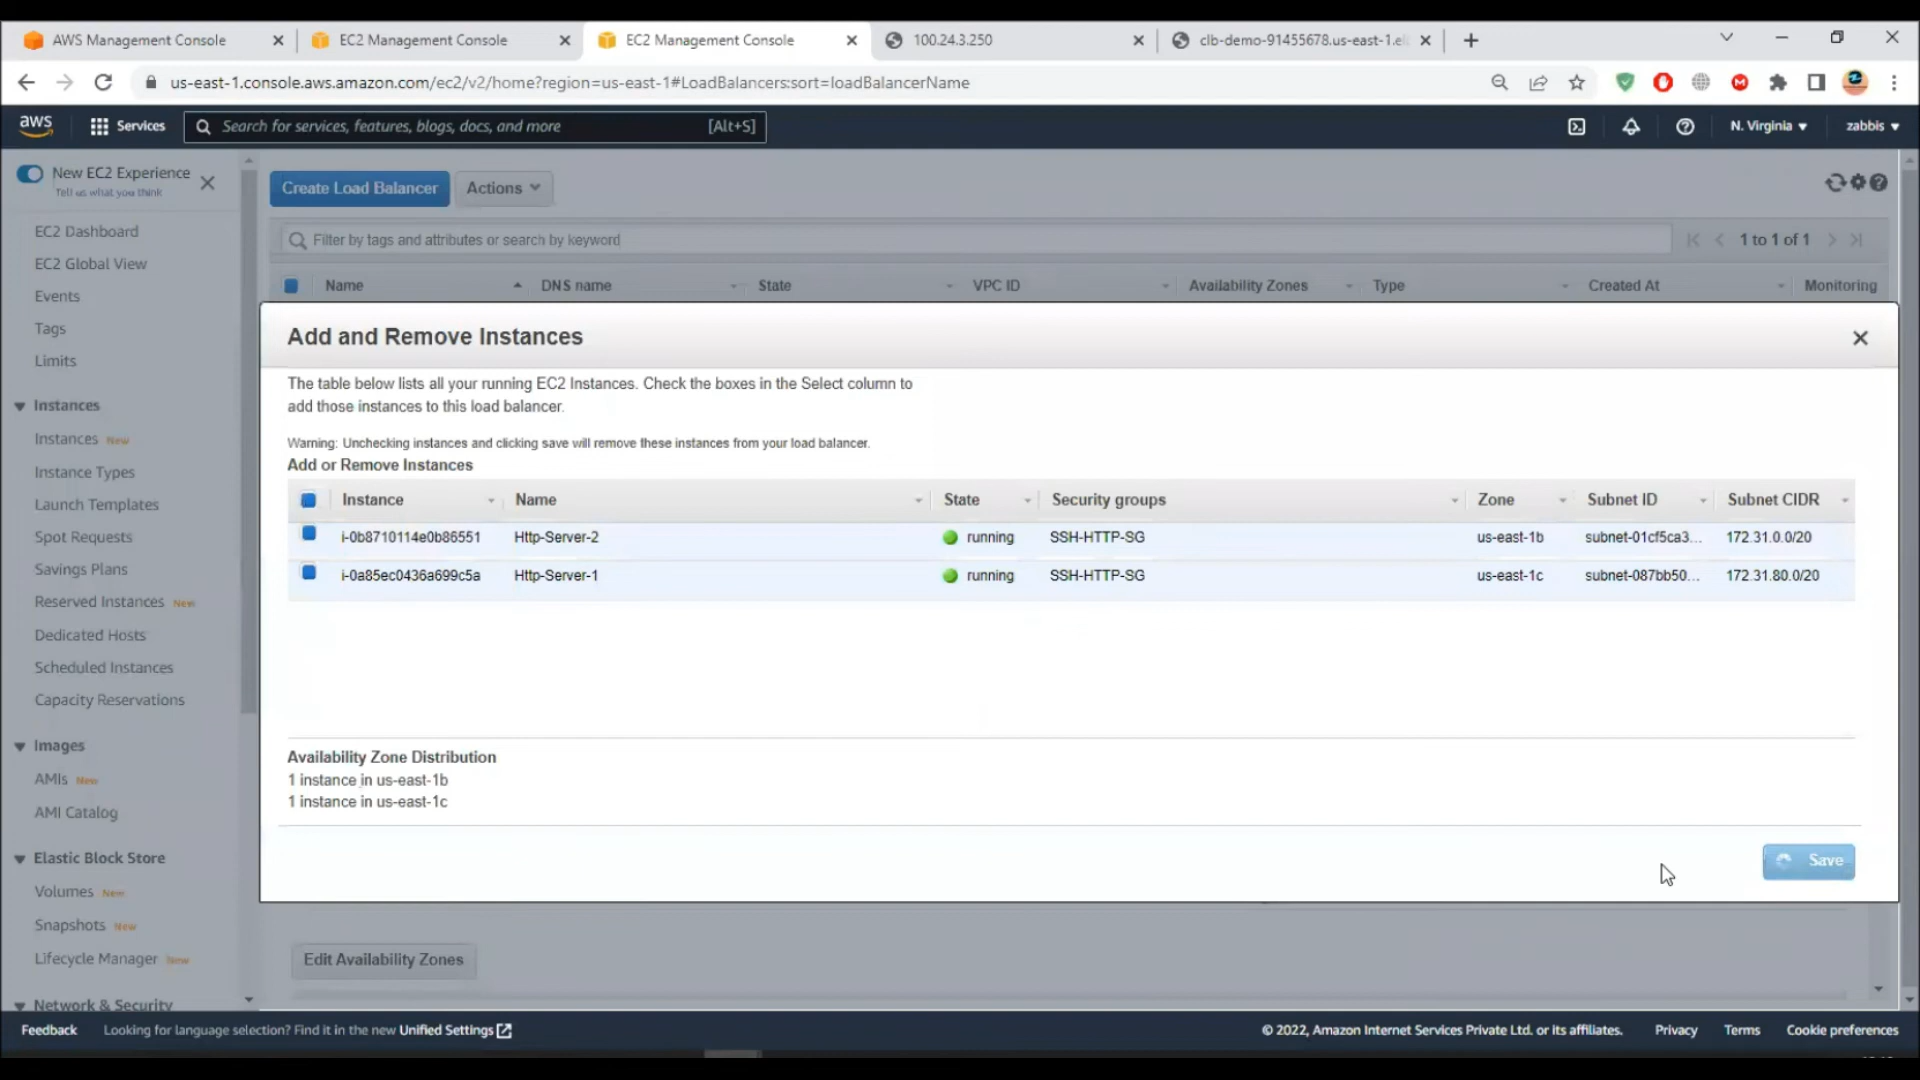 AWS Management Console
EC2 Management Console
EC2 Management Console
100.24.3.250
clb-demo-91455678.us-east-1.el
us-east-1.console.aws.amazon.com/ec2/v2/home?region=us-east-1#LoadBalancers:sort=loadBalancerName
aws
Services
Search for services, features, blogs, docs, and more
[Alt+S]
N. Virginia
zabbis
New EC2 Experience
Tell us what you think
EC2 Dashboard
EC2 Global View
Events
Tags
Limits
Instances
Instances New
Instance Types
Launch Templates
Spot Requests
Savings Plans
Reserved Instances New
Dedicated Hosts
Scheduled Instances
Capacity Reservations
Images
AMIs New
AMI Catalog
Elastic Block Store
Volumes New
Snapshots New
Lifecycle Manager New
Network & Security
Create Load Balancer
Actions
Filter by tags and attributes or search by keyword
1 to 1 of 1
Name DNS name State VPC ID Availability Zones Type Created At Monitoring
Add and Remove Instances
The table below lists all your running EC2 Instances. Check the boxes in the Select column to
add those instances to this load balancer.
Warning: Unchecking instances and clicking save will remove these instances from your load balancer.
Add or Remove Instances
Instance Name State Security groups Zone Subnet ID Subnet CIDR
i-0b8710114e0b86551 Http-Server-2 running SSH-HTTP-SG us-east-1b subnet-01cf5ca3... 172.31.0.0/20
i-0a85ec0436a699c5a Http-Server-1 running SSH-HTTP-SG us-east-1c subnet-087bb50... 172.31.80.0/20
Availability Zone Distribution
1 instance in us-east-1b
1 instance in us-east-1c
Save
Edit Availability Zones
Feedback
Looking for language selection? Find it in the new Unified Settings
© 2022, Amazon Internet Services Private Ltd. or its affiliates.
Privacy
Terms
Cookie preferences